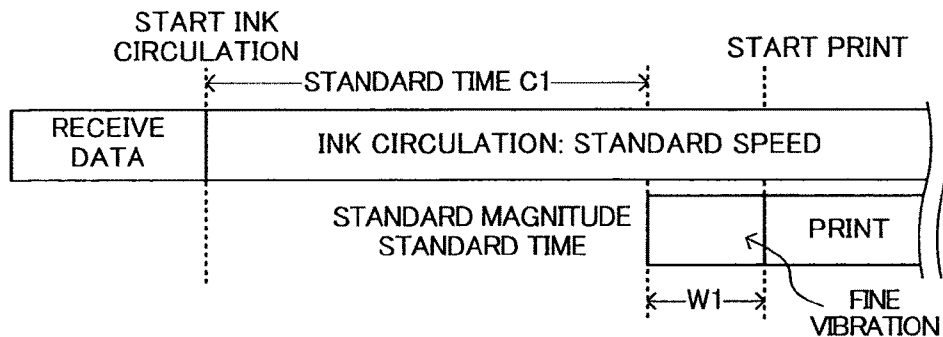 START INK
CIRCULATION
START PRINT
STANDARD TIME C1
RECEIVE
DATA
INK CIRCULATION: STANDARD SPEED
STANDARD MAGNITUDE
STANDARD TIME
PRINT
W1
FINE
VIBRATION